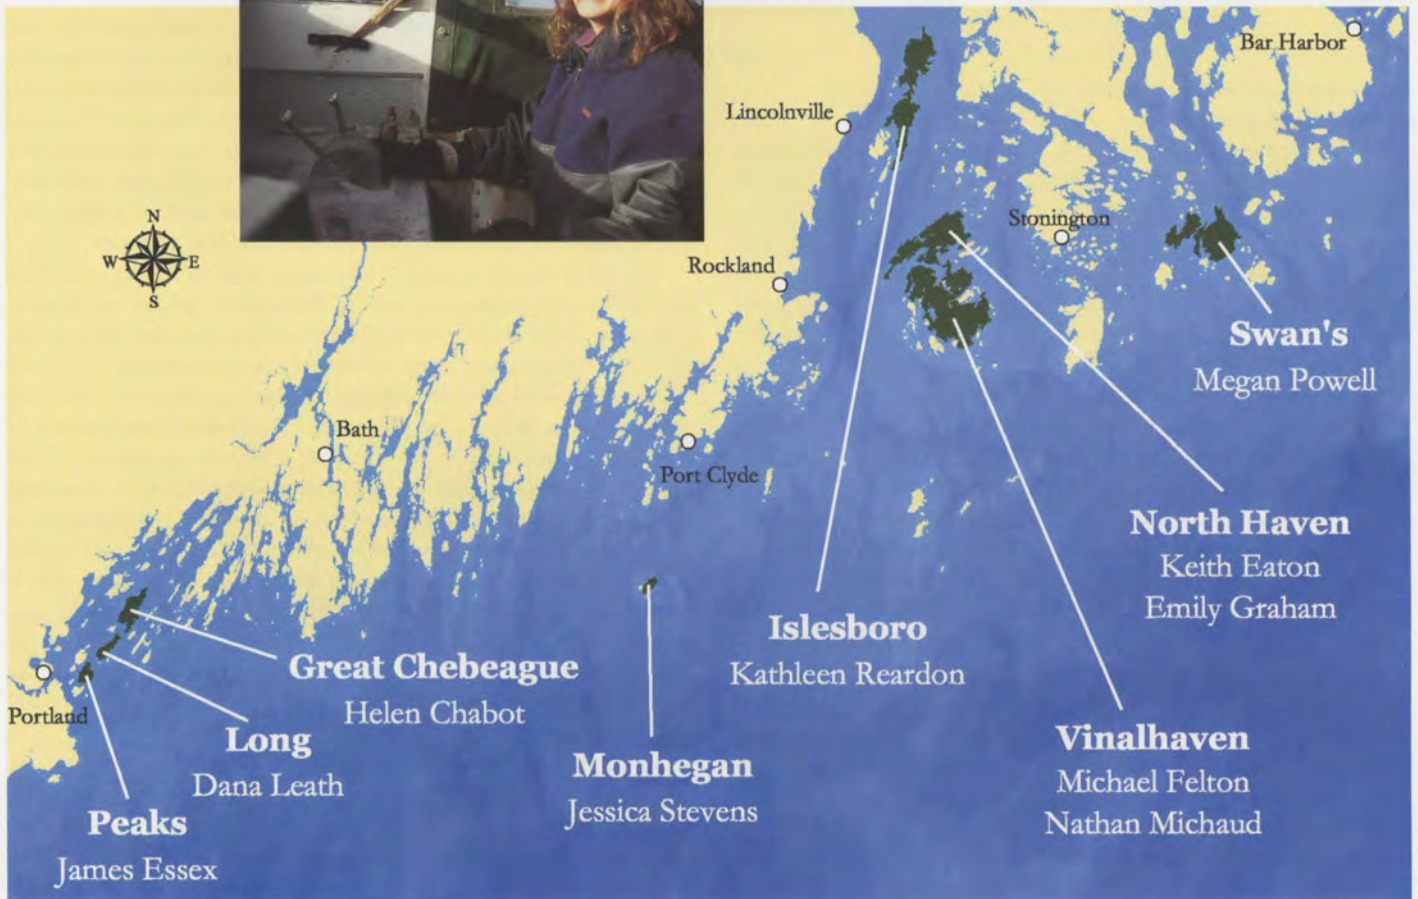 Bar Harbor
Lincolnville
N
W E
S
Stonington
Rockland
Swan's
Megan Powell
Bath
Port Clyde
North Haven
Keith Eaton
Emily Graham
Islesboro
Kathleen Reardon
Great Chebeague
Helen Chabot
Portland
Long
Dana Leath
Vinalhaven
Michael Felton
Nathan Michaud
Monhegan
Jessica Stevens
Peaks
James Essex